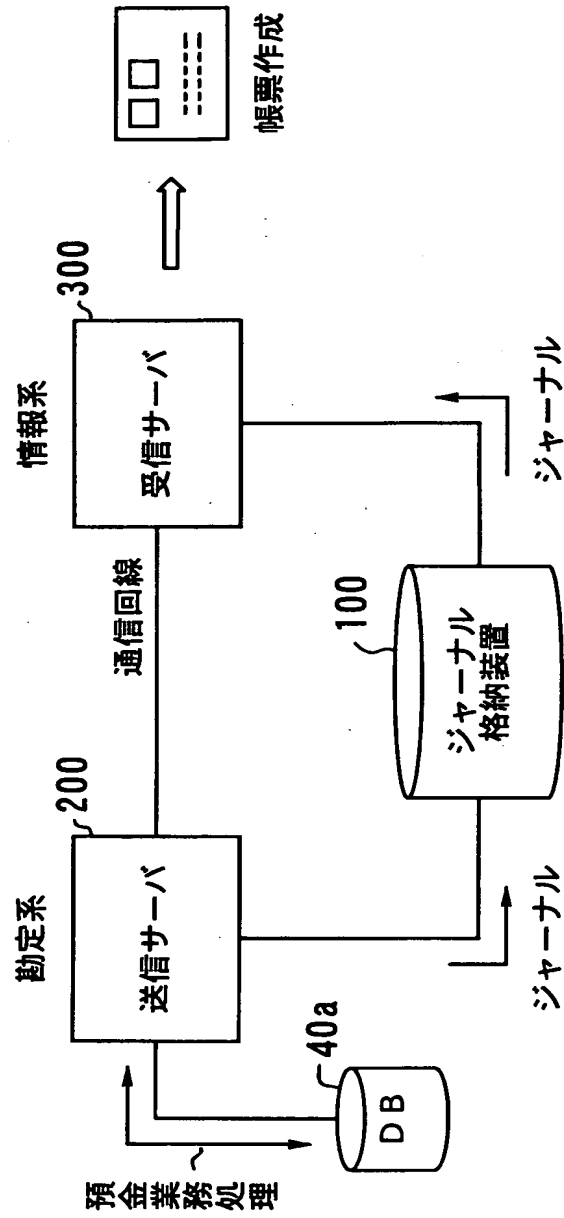 勘定系
200
送信サーバ
預金業務処理
40a
DB
通信回線
情報系
300
受信サーバ
帳票作成
ジャーナル
100
ジャーナル
格納装置
ジャーナル